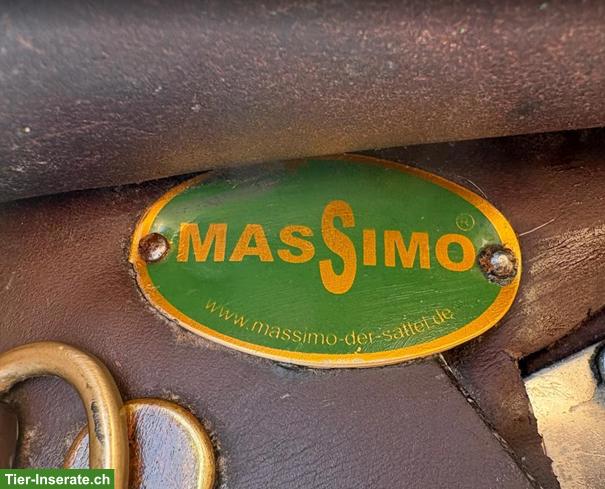 MASSIMO®
www.massimo-der-sattel.de
Tier-Inserate.ch